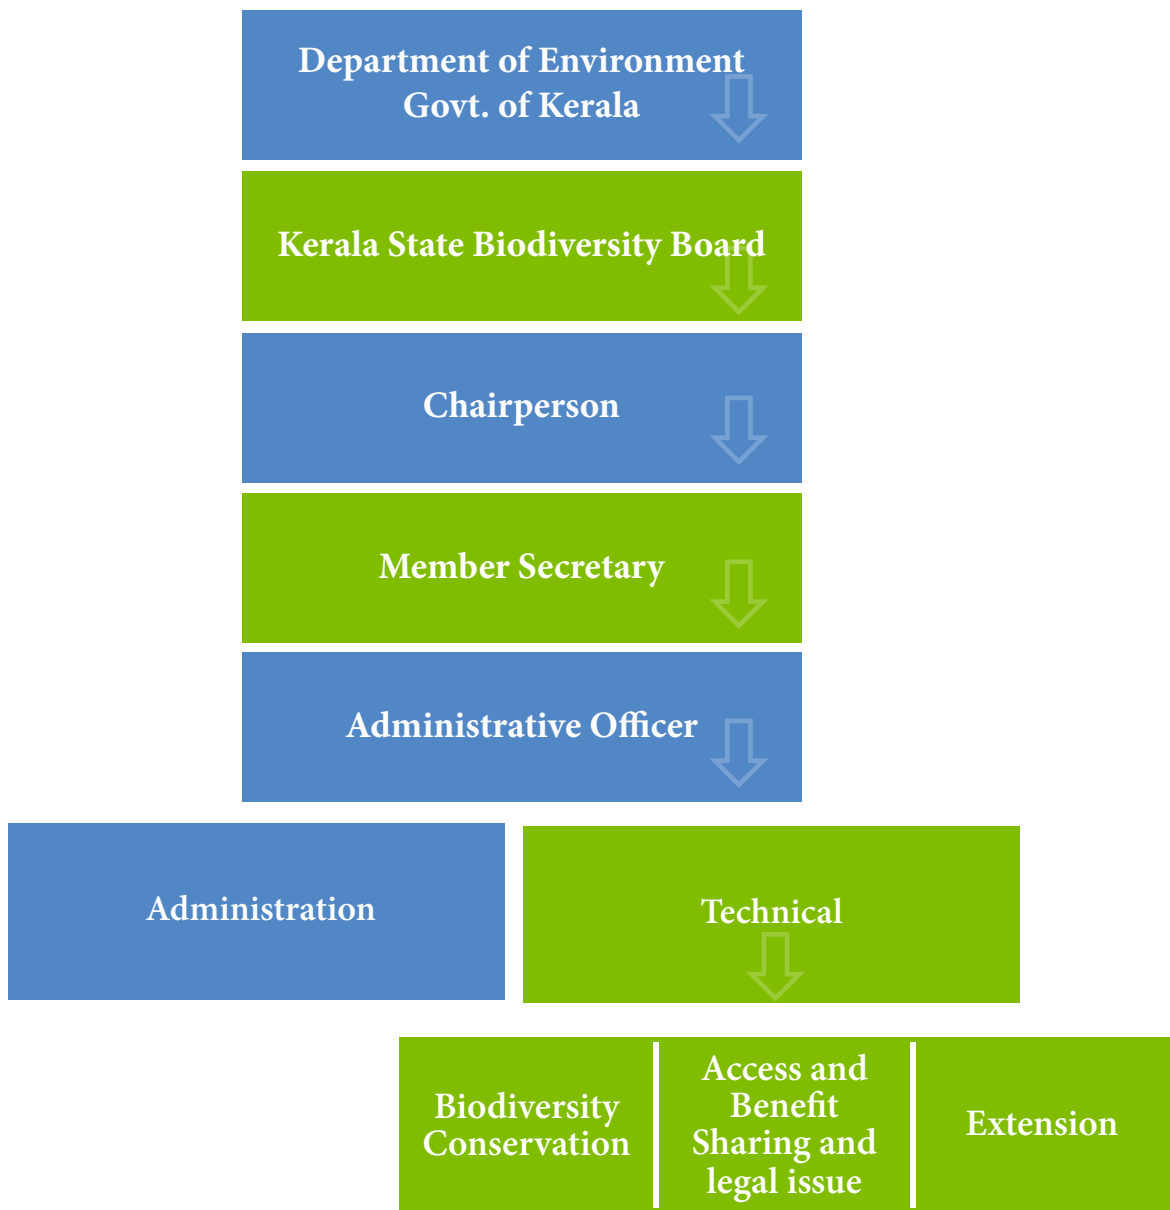 Department of Environment
Govt. of Kerala
Kerala State Biodiversity Board
Chairperson
Member Secretary
Administrative Officer
Administration
Technical
Biodiversity
Conservation
Access and
Benefit
Sharing and
legal issue
Extension